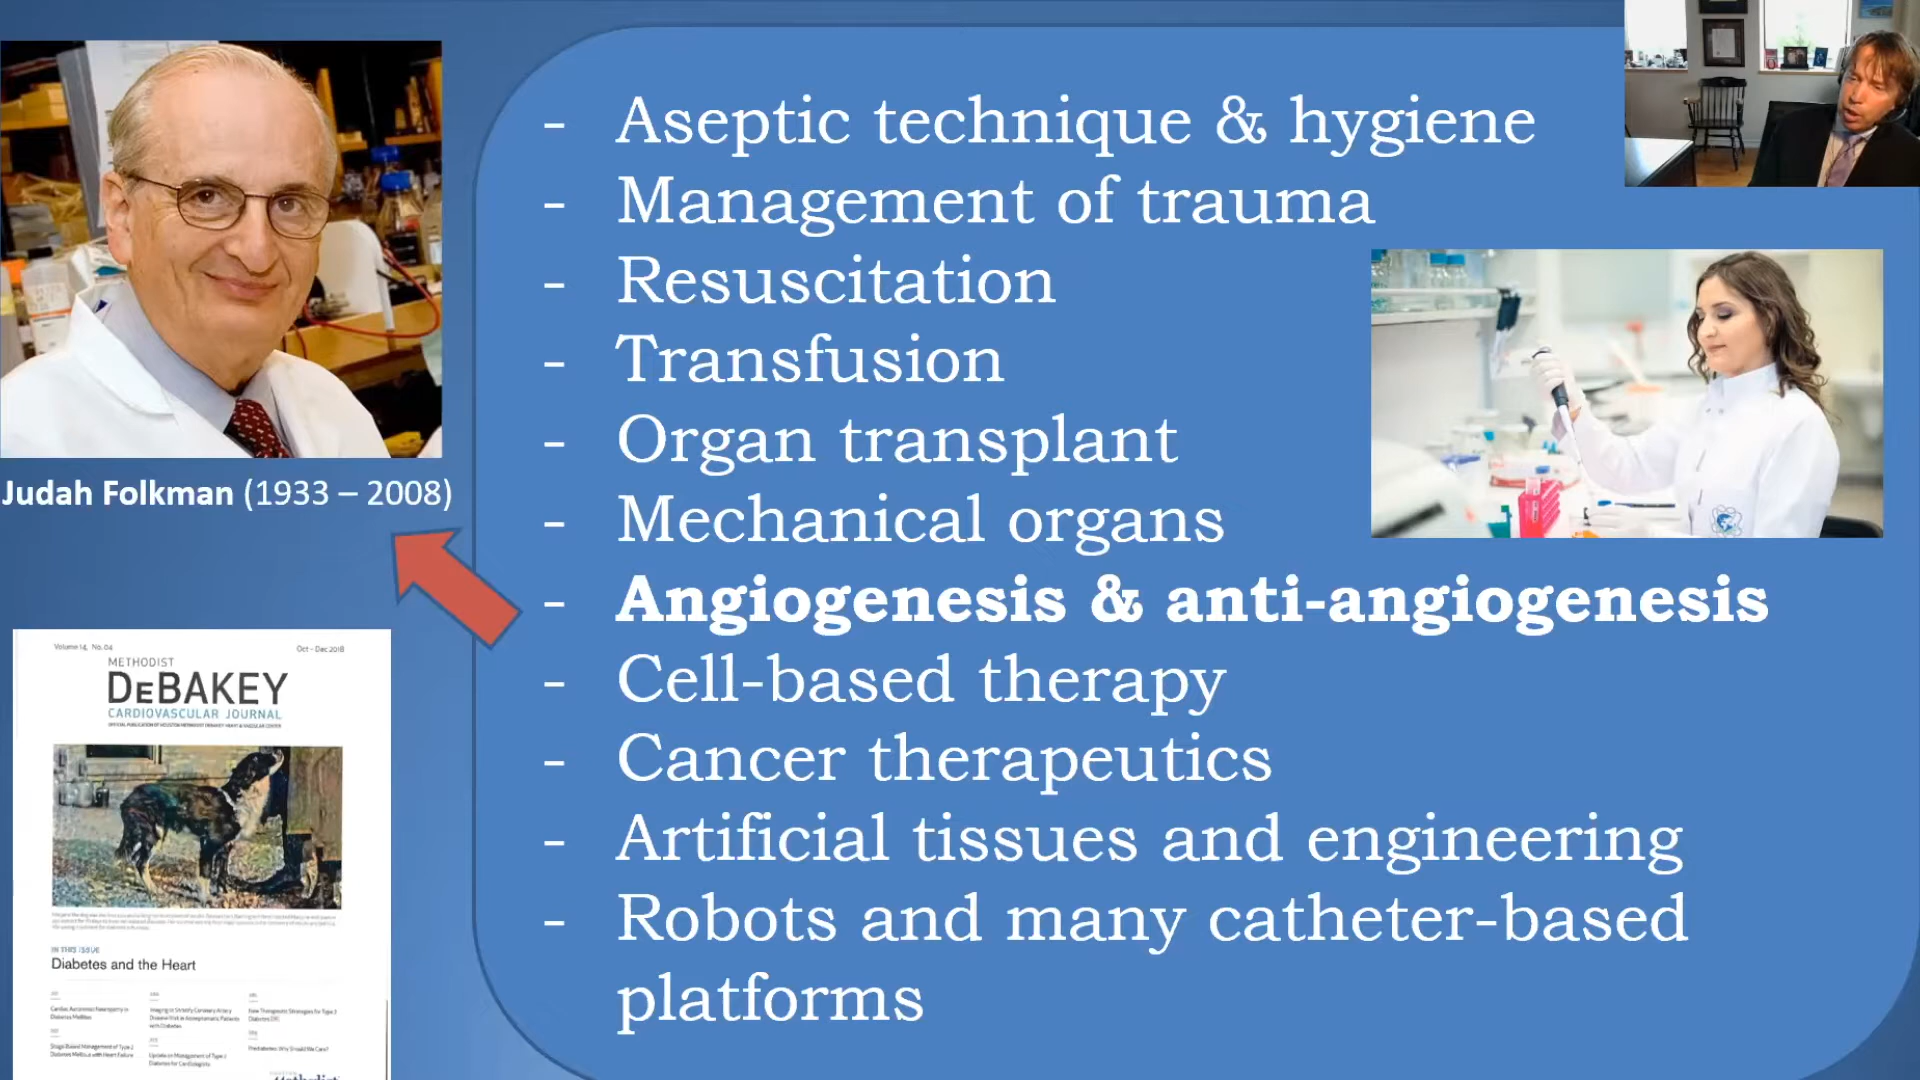 - Aseptic technique & hygiene
- Management of trauma
- Resuscitation
- Transfusion
- Organ transplant
- Mechanical organs
- Angiogenesis & anti-angiogenesis
- Cell-based therapy
- Cancer therapeutics
- Artificial tissues and engineering
- Robots and many catheter-based
platforms
Judah Folkman (1933 – 2008)
Volume 14, No. 04
Oct - Dec 2018
METHODIST
DEBAKEY
CARDIOVASCULAR JOURNAL
IN THIS ISSUE
Diabetes and the Heart